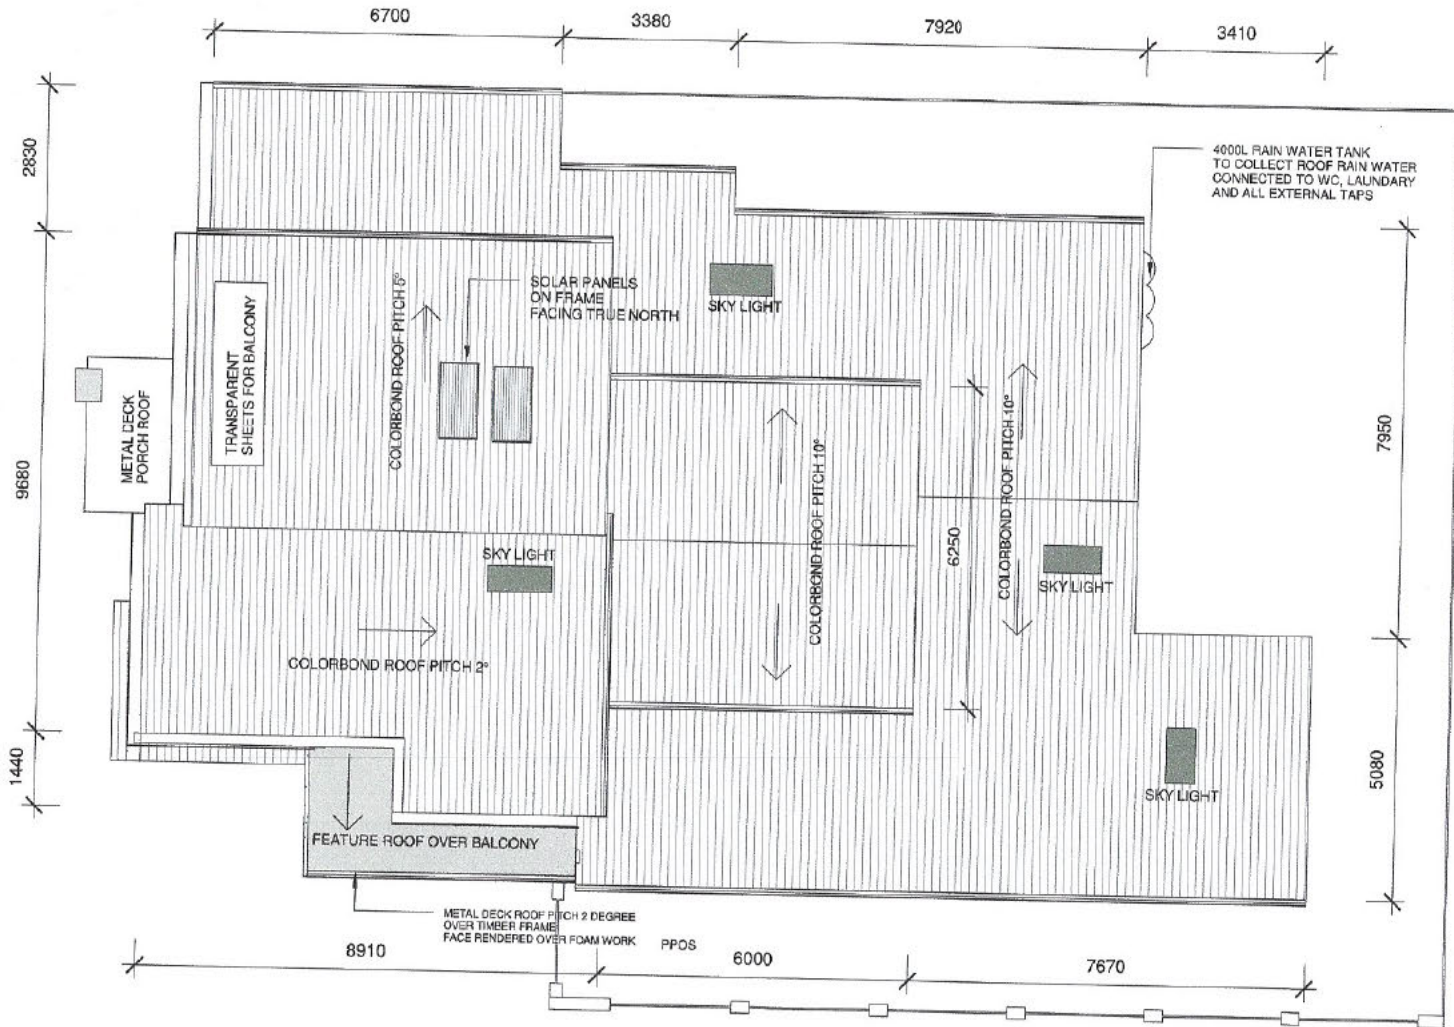 6700
3380
7920
3410
2830
4000L RAIN WATER TANK
TO COLLECT ROOF RAIN WATER
CONNECTED TO WC, LAUNDARY
AND ALL EXTERNAL TAPS
SOLAR PANELS
ON FRAME
FACING TRUE NORTH
SKY LIGHT
COLORBOND ROOF PITCH 5°
TRANSPARENT
SHEETS FOR BALCONY
METAL DECK
PORCH ROOF
9680
7950
COLORBOND ROOF PITCH 10°
6250
COLORBOND ROOF PITCH 10°
SKY LIGHT
SKY LIGHT
COLORBOND ROOF PITCH 2°
1440
5080
SKY LIGHT
FEATURE ROOF OVER BALCONY
METAL DECK ROOF PITCH 2 DEGREE
OVER TIMBER FRAME
FACE RENDERED OVER FOAM WORK
PPOS
8910
6000
7670